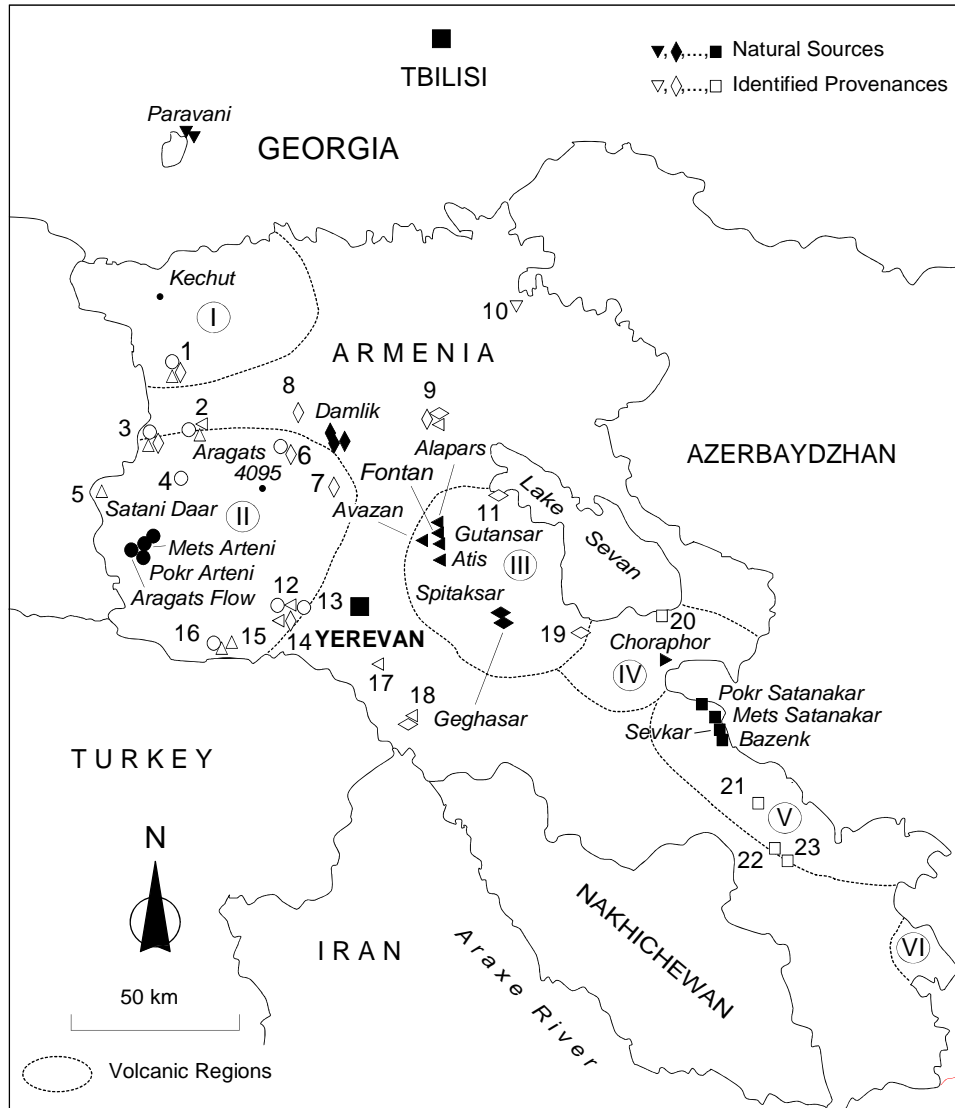 TBILISI
Natural Sources
Identified Provenances
Paravani
GEORGIA
Kechut
I
10
1
ARMENIA
8
9
2
Damlik
3
Alapars
Aragats
4095
6
Fontan
AZERBAYDZHAN
4
5
7
Avazan
11
Lake Sevan
Satani Daar
II
Gutansar
III
Mets Arteni
Atis
Pokr Arteni
Aragats Flow
Spitaksar
12
13
YEREVAN
20
16
15
14
19
Choraphor
17
IV
Pokr Satanakar
18
Geghasar
Mets Satanakar
Sevkar
Bazenk
TURKEY
21
V
N
22
23
NAKHICHEWAN
IRAN
VI
Araxe River
50 km
Volcanic Regions